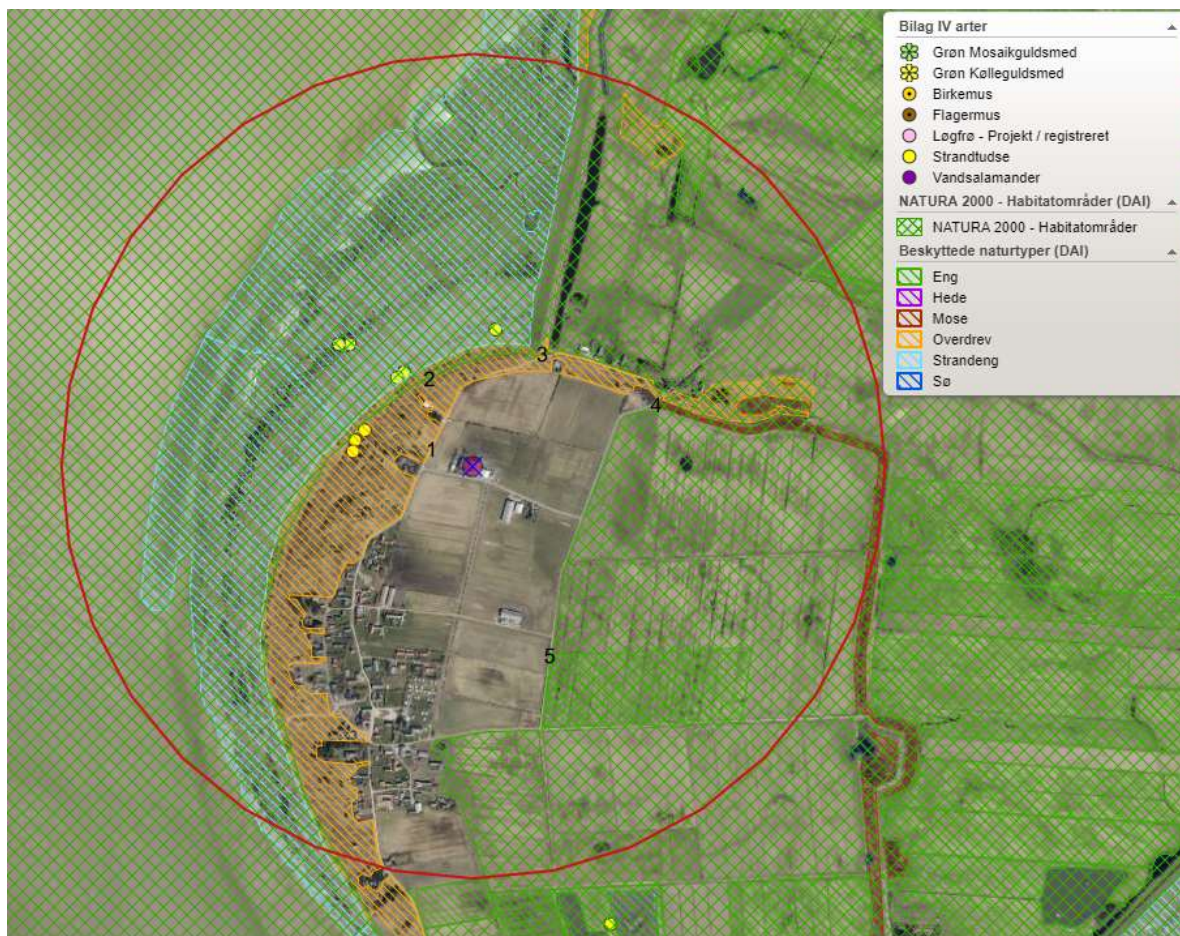 Bilag IV arter
Grøn Mosaikguldsmed
Grøn Kølleguldsmed
Birkemus
Flagermus
Løgfrø - Projekt / registreret
Strandtudse
Vandsalamander
NATURA 2000 - Habitatområder (DAI)
NATURA 2000 - Habitatområder
Beskyttede naturtyper (DAI)
Eng
Hede
Mose
Overdrev
Strandeng
Sø
3
2
4
1
5